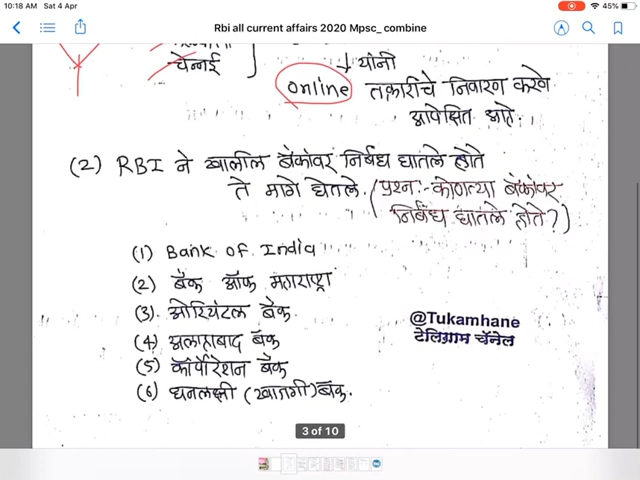 10:18 AM Sat 4 Apr
45%
Rbi all current affairs 2020 Mpsc_ combine
चेन्नई
↓ यांनी
online तक्रारींचे निवारण करणे
अपेक्षित आहे.
(2) RBI ने खालील बँकांवर निर्बंध घातले होते
ते मागे घेतले. (प्रश्न:- कोणत्या बँकांवर
निर्बंध घातले होते?)
(1) Bank of India
(2) बँक ऑफ महाराष्ट्रा
(3) ओरियंटल बँक
(4) अलाहाबाद बँक
(5) कॉर्पोरेशन बँक
(6) धनलक्ष्मी (खाजगी) बँक.
@Tukamhane
टेलिग्राम चॅनेल
3 of 10